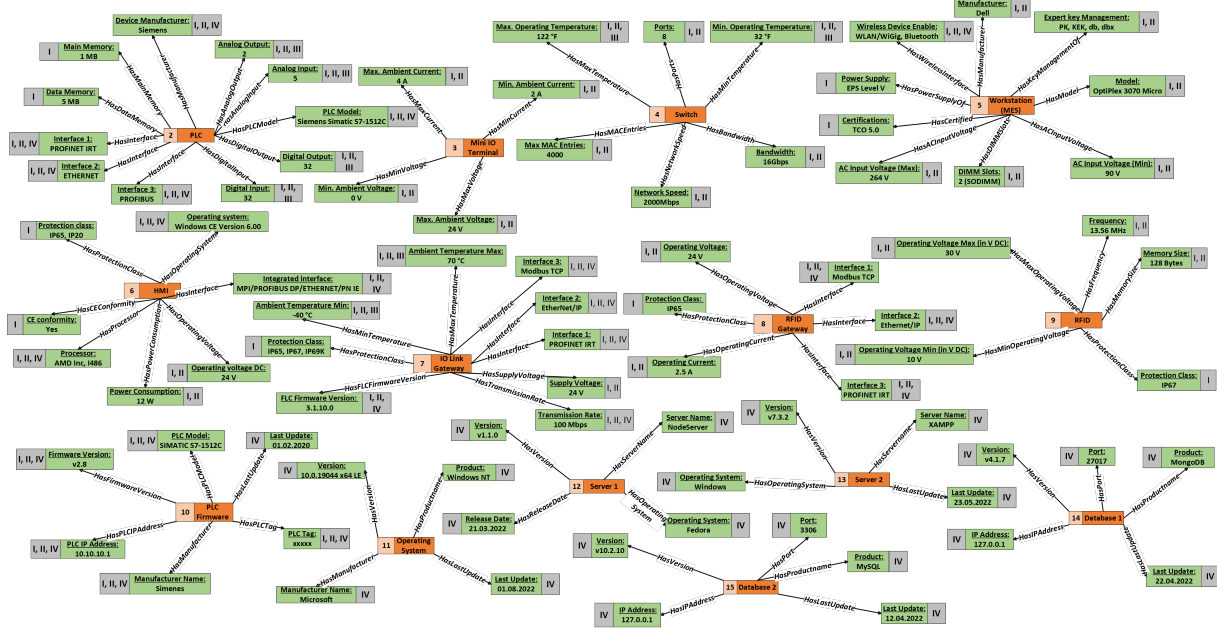 Device Manufacturer:
Siemens
I, II, IV
I
Main Memory:
1 MB
Analog Output:
2
I, II, III
Analog Input:
5
I, II, III
I
Data Memory:
5 MB
PLC Model:
Siemens Simatic S7-1512C
I, II, IV
I, II, IV
Interface 1:
PROFINET IRT
I, II, IV
Interface 2:
ETHERNET
Interface 3:
PROFIBUS
I, II, IV
Digital Input:
32
I, II,
III
Digital Output:
32
I, II,
III
2
PLC
HasManufacturer
HasMainMemory
HasDataMemory
HasAnalogOutput
HasAnalogInput
HasPLCModel
HasDigitalOutput
HasDigitalInput
HasInterface
HasInterface
HasInterface
Max. Ambient Current:
4 A
I, II
Min. Ambient Current:
2 A
I, II
HasMaxCurrent
HasMinCurrent
3
Mini IO
Terminal
HasMinVoltage
HasMaxVoltage
I, II
Min. Ambient Voltage:
0 V
Max. Ambient Voltage:
24 V
I, II
Max. Operating Temperature:
122 °F
I, II,
III
Ports:
8
I, II
Min. Operating Temperature:
32 °F
I, II,
III
HasMaxTemperature
HasPorts
HasMinTemperature
4
Switch
HasMACEntries
HasNetworkSpeed
HasBandwidth
Max MAC Entries:
4000
I, II
Network Speed:
2000Mbps
I, II
Bandwidth:
16Gbps
I, II
Manufacturer:
Dell
I, II
Wireless Device Enable:
WLAN/WiGig, Bluetooth
I, II, IV
Expert key Management:
PK, KEK, db, dbx
I, II
I
Power Supply:
EPS Level V
Model:
OptiPlex 3070 Micro
I, II
I
Certifications:
TCO 5.0
5
Workstation
(MES)
HasWirelessinterface
HasManufacturer
HasKeyManagementOf
HasPowerSupplyOf
HasModel
HasCertified
HasACInputVoltage
HasDIMMSlots
HasACInputVoltage
AC Input Voltage (Max):
264 V
I, II
DIMM Slots:
2 (SODIMM)
I, II
AC Input Voltage (Min):
90 V
I, II
I
Protection class:
IP65, IP20
Operating system:
Windows CE Version 6.00
I, II, IV
HasProtectionClass
HasOperatingSystem
6
HMI
HasInterface
Integrated interface:
MPI/PROFIBUS DP/ETHERNET/PN IE
I, II,
IV
HasCEConformity
HasProcessor
HasPowerConsumption
HasOperatingVoltage
I
CE conformity:
Yes
I, II, IV
Processor:
AMD Inc, I486
I, II
Operating voltage DC:
24 V
Power Consumption:
12 W
I, II
I, II, III
Ambient Temperature Max:
70 °C
Interface 3:
Modbus TCP
I, II, IV
Ambient Temperature Min:
-40 °C
I, II, III
Interface 2:
EtherNet/IP
I, II, IV
I
Protection Class:
IP65, IP67, IP69K
Interface 1:
PROFINET IRT
I, II, IV
7
IO Link
Gateway
HasMaxTemperature
HasMinTemperature
HasProtectionClass
HasInterface
HasInterface
HasInterface
HasFLCFirmwareVersion
HasSupplyVoltage
HasTransmissionRate
Supply Voltage:
24 V
I, II
FLC Firmware Version:
3.1.10.0
I, II,
IV
Transmission Rate:
100 Mbps
I, II, IV
I, II
Operating Voltage:
24 V
I, II,
IV
Interface 1:
Modbus TCP
I
Protection Class:
IP65
Interface 2:
Ethernet/IP
I, II, IV
8
RFID
Gateway
HasOperatingVoltage
HasProtectionClass
HasInterface
HasInterface
HasInterface
HasOperatingCurrent
I, II
Operating Current:
2.5 A
Interface 3:
PROFINET IRT
I, II,
IV
Frequency:
13.56 MHz
I, II
I, II
Operating Voltage Max (in V DC):
30 V
Memory Size:
128 Bytes
I, II
9
RFID
HasMaxOperatingVoltage
HasFrequency
HasMemorySize
HasMinOperatingVoltage
HasProtectionClass
I, II
Operating Voltage Min (in V DC):
10 V
Protection Class:
IP67
I
I, II, IV
PLC Model:
SIMATIC S7-1512C
Last Update:
01.02.2020
I, II, IV
I, II, IV
Firmware Version:
v2.8
10
PLC
Firmware
HasFirmwareVersion
HasPLCModel
HasLastUpdate
HasPLCIPAddress
HasManufacturer
HasPLCTag
PLC Tag:
xxxxx
I, II, IV
I, II, IV
PLC IP Address:
10.10.10.1
I, II, IV
Manufacturer Name:
Simenes
IV
Version:
10.0.19044 x64 LE
Product:
Windows NT
IV
11
Operating
System
HasVersion
HasProductname
HasManufacturer
HasLastUpdate
Manufacturer Name:
Microsoft
IV
Last Update:
01.08.2022
IV
IV
Version:
v1.1.0
Server Name:
NodeServer
IV
12
Server 1
HasVersion
HasServerName
HasReleaseDate
HasOperating
System
IV
Release Date:
21.03.2022
Operating System:
Fedora
IV
IV
Version:
v7.3.2
Server Name:
XAMPP
IV
IV
Operating System:
Windows
13
Server 2
HasVersion
HasServername
HasOperatingSystem
HasLastUpdate
Last Update:
23.05.2022
IV
IV
Version:
v4.1.7
Port:
27017
IV
Product:
MongoDB
IV
14
Database 1
HasVersion
HasPort
HasProductname
HasIPAddress
HasLastUpdate
IV
IP Address:
127.0.0.1
Last Update:
22.04.2022
IV
IV
Version:
v10.2.10
Port:
3306
IV
Product:
MySQL
IV
15
Database 2
HasVersion
HasPort
HasProductname
HasIPAddress
HasLastUpdate
IV
IP Address:
127.0.0.1
Last Update:
12.04.2022
IV